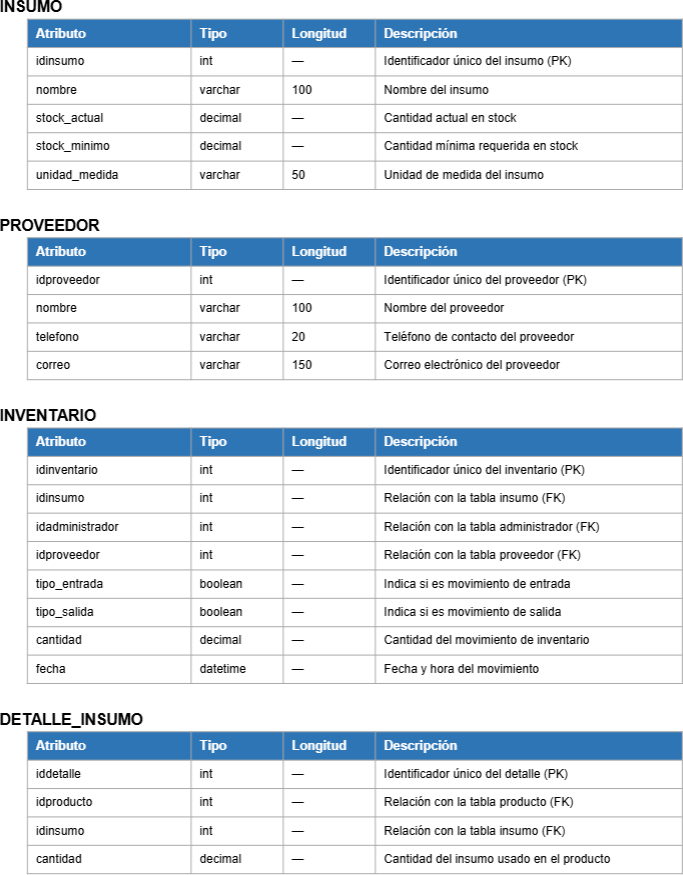 INSUMO
Atributo Tipo Longitud Descripción
idinsumo int — Identificador único del insumo (PK)
nombre varchar 100 Nombre del insumo
stock_actual decimal — Cantidad actual en stock
stock_minimo decimal — Cantidad mínima requerida en stock
unidad_medida varchar 50 Unidad de medida del insumo
PROVEEDOR
Atributo Tipo Longitud Descripción
idproveedor int — Identificador único del proveedor (PK)
nombre varchar 100 Nombre del proveedor
telefono varchar 20 Teléfono de contacto del proveedor
correo varchar 150 Correo electrónico del proveedor
INVENTARIO
Atributo Tipo Longitud Descripción
idinventario int — Identificador único del inventario (PK)
idinsumo int — Relación con la tabla insumo (FK)
idadministrador int — Relación con la tabla administrador (FK)
idproveedor int — Relación con la tabla proveedor (FK)
tipo_entrada boolean — Indica si es movimiento de entrada
tipo_salida boolean — Indica si es movimiento de salida
cantidad decimal — Cantidad del movimiento de inventario
fecha datetime — Fecha y hora del movimiento
DETALLE_INSUMO
Atributo Tipo Longitud Descripción
iddetalle int — Identificador único del detalle (PK)
idproducto int — Relación con la tabla producto (FK)
idinsumo int — Relación con la tabla insumo (FK)
cantidad decimal — Cantidad del insumo usado en el producto